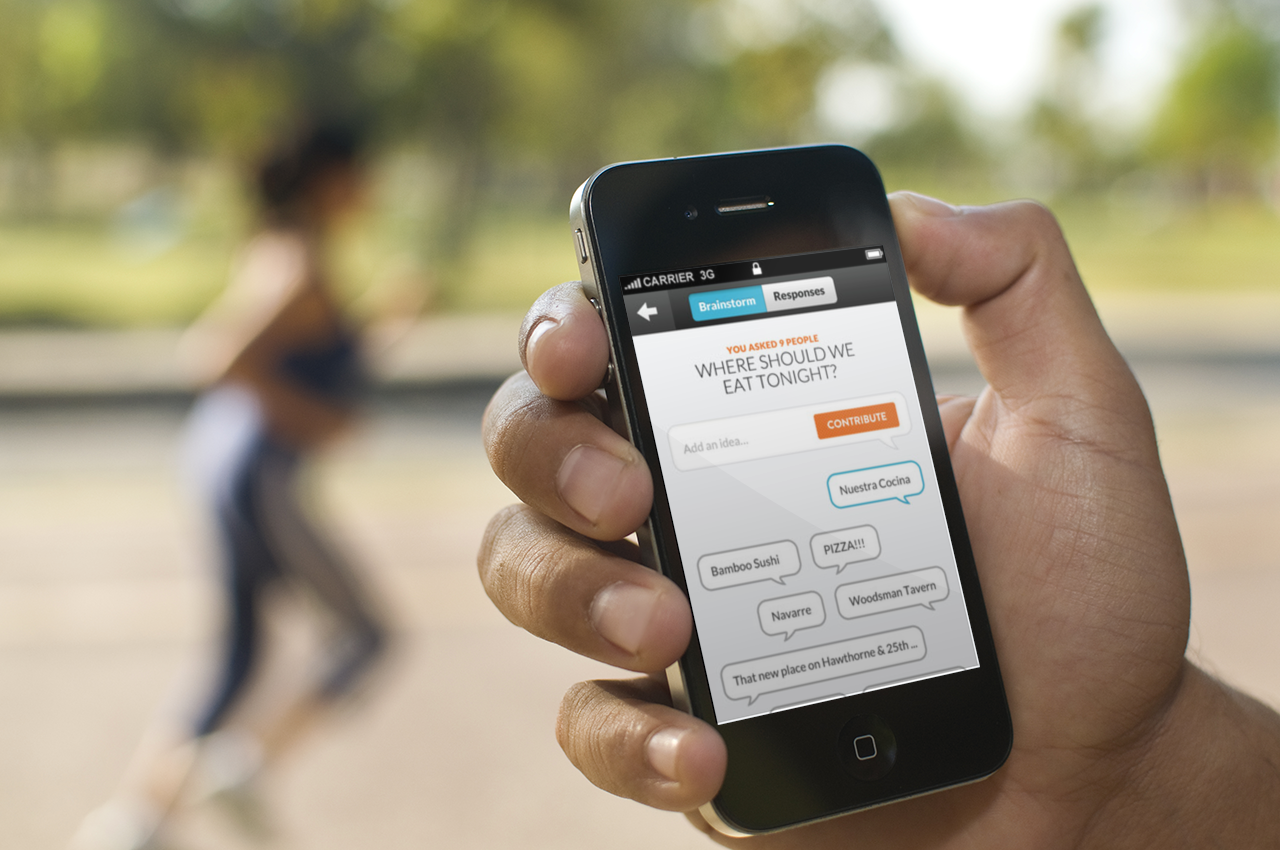 CARRIER 3G
Brainstorm Responses
YOU ASKED 9 PEOPLE
WHERE SHOULD WE
EAT TONIGHT?
Add an idea...
CONTRIBUTE
Nuestra Cocina
Bamboo Sushi
PIZZA!!!
Navarre
Woodsman Tavern
That new place on Hawthorne & 25th ...